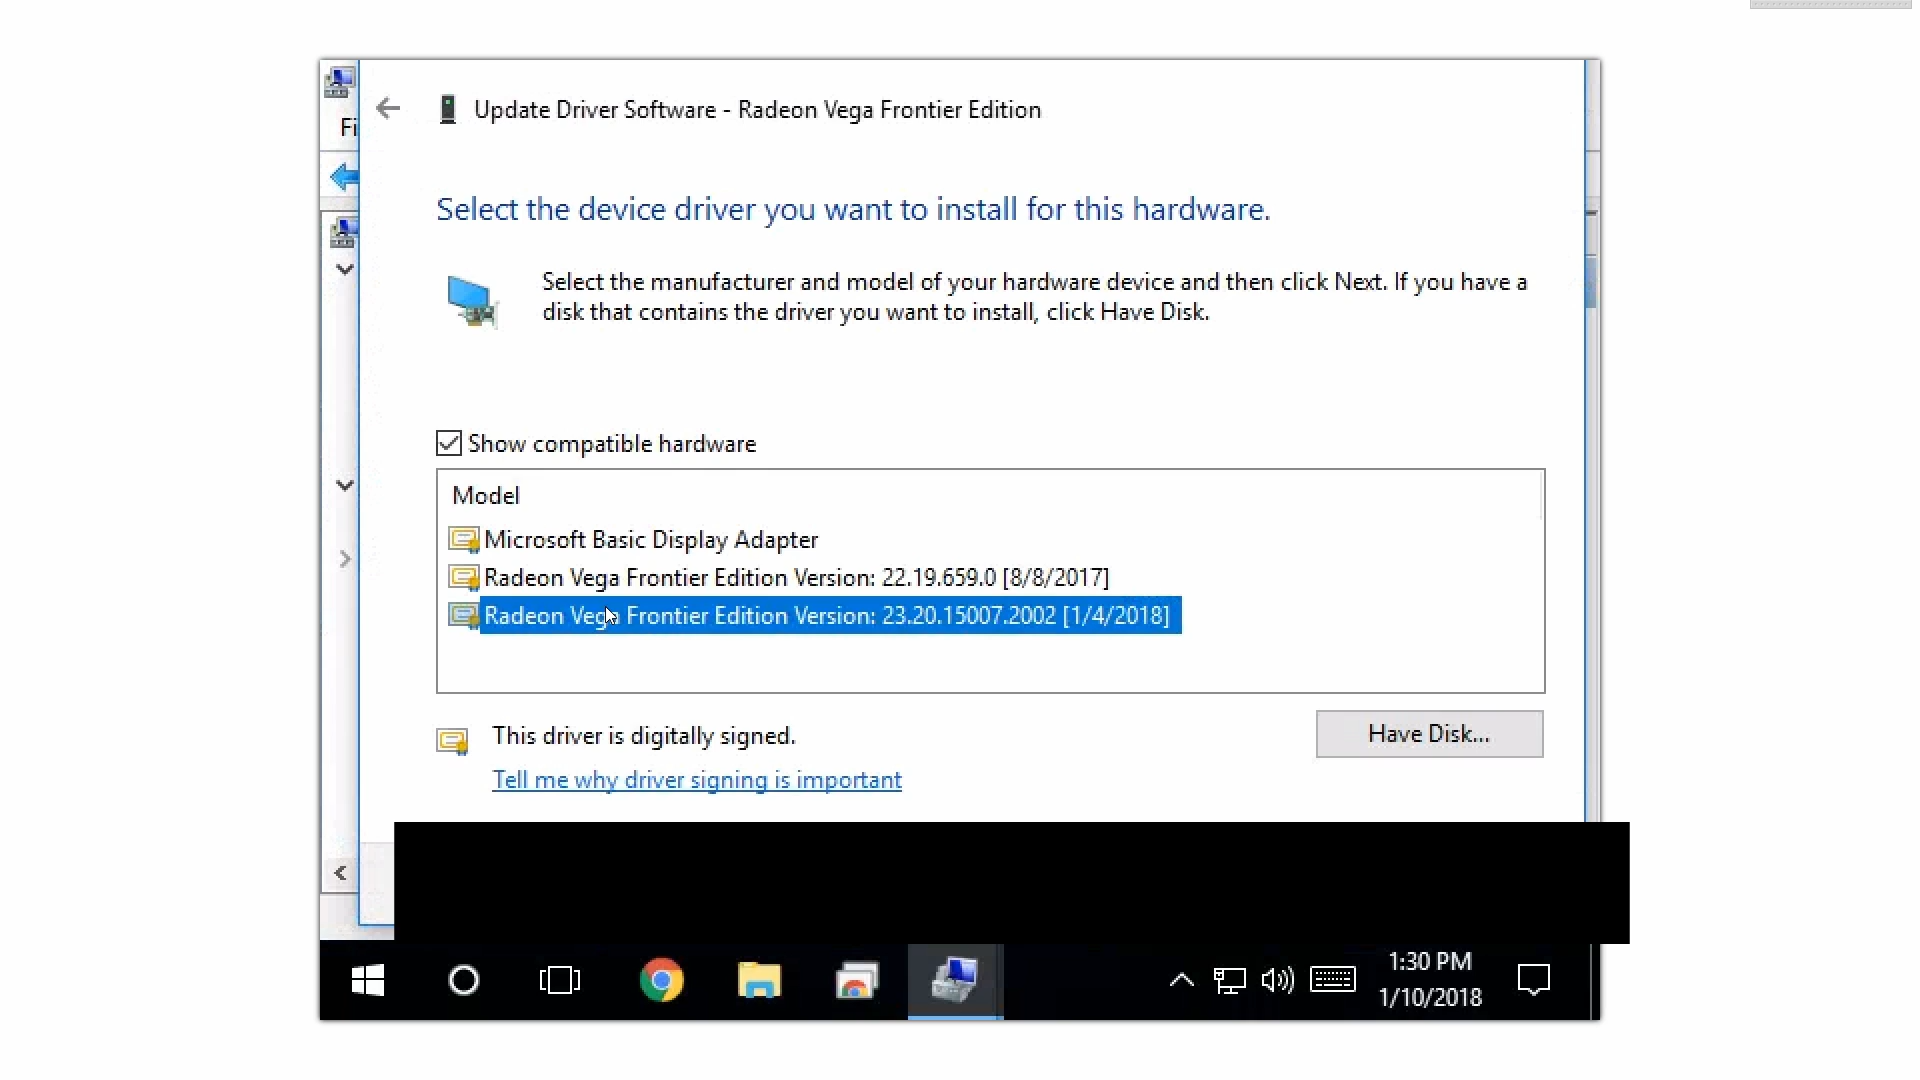 Update Driver Software - Radeon Vega Frontier Edition
Fi
Select the device driver you want to install for this hardware.
Select the manufacturer and model of your hardware device and then click Next. If you have a
disk that contains the driver you want to install, click Have Disk.
Show compatible hardware
Model
Microsoft Basic Display Adapter
Radeon Vega Frontier Edition Version: 22.19.659.0 [8/8/2017]
Radeon Vega Frontier Edition Version: 23.20.15007.2002 [1/4/2018]
This driver is digitally signed.
Have Disk...
Tell me why driver signing is important
1:30 PM
1/10/2018